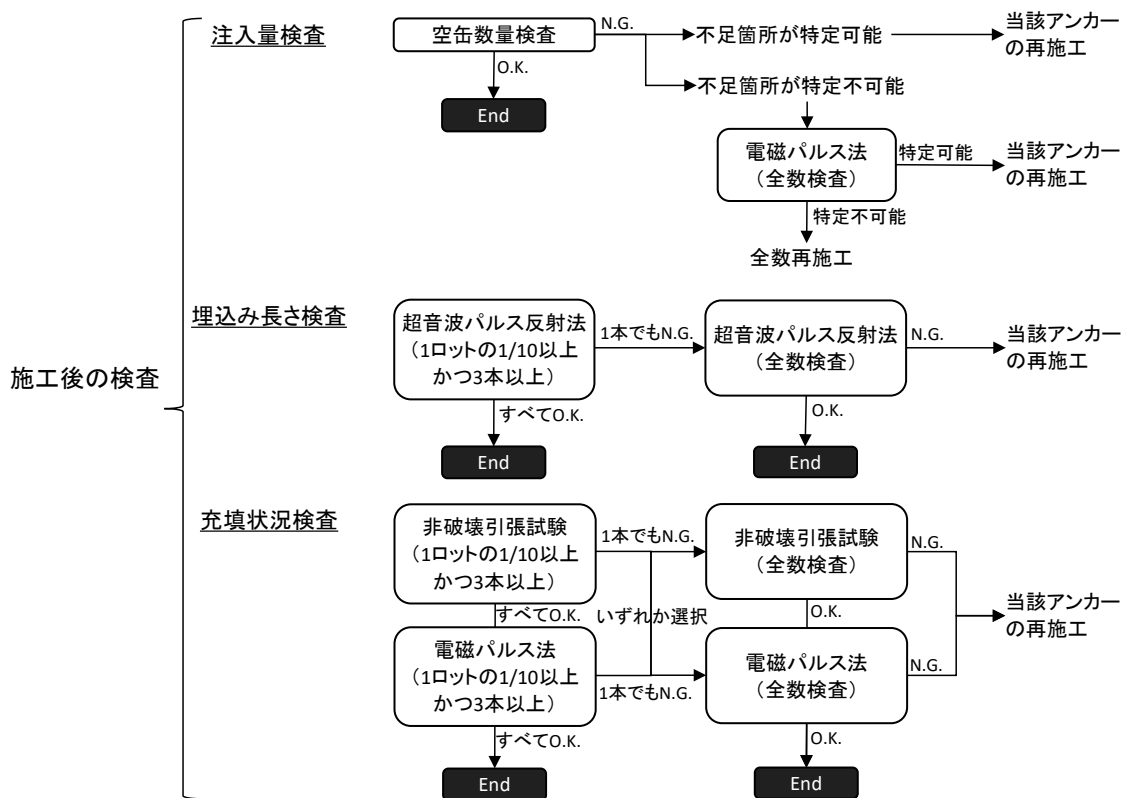 施工後の検査
注入量検査
空缶数量検査
N.G.
不足箇所が特定可能
当該アンカー
の再施工
O.K.
End
不足箇所が特定不可能
電磁パルス法
（全数検査）
特定可能
当該アンカー
の再施工
特定不可能
全数再施工
埋込み長さ検査
超音波パルス反射法
（1ロットの1/10以上
かつ3本以上）
1本でもN.G.
超音波パルス反射法
（全数検査）
N.G.
当該アンカー
の再施工
すべてO.K.
End
O.K.
End
充填状況検査
非破壊引張試験
（1ロットの1/10以上
かつ3本以上）
1本でもN.G.
非破壊引張試験
（全数検査）
N.G.
すべてO.K.
いずれか選択
O.K.
当該アンカー
の再施工
電磁パルス法
（1ロットの1/10以上
かつ3本以上）
1本でもN.G.
電磁パルス法
（全数検査）
N.G.
すべてO.K.
End
O.K.
End